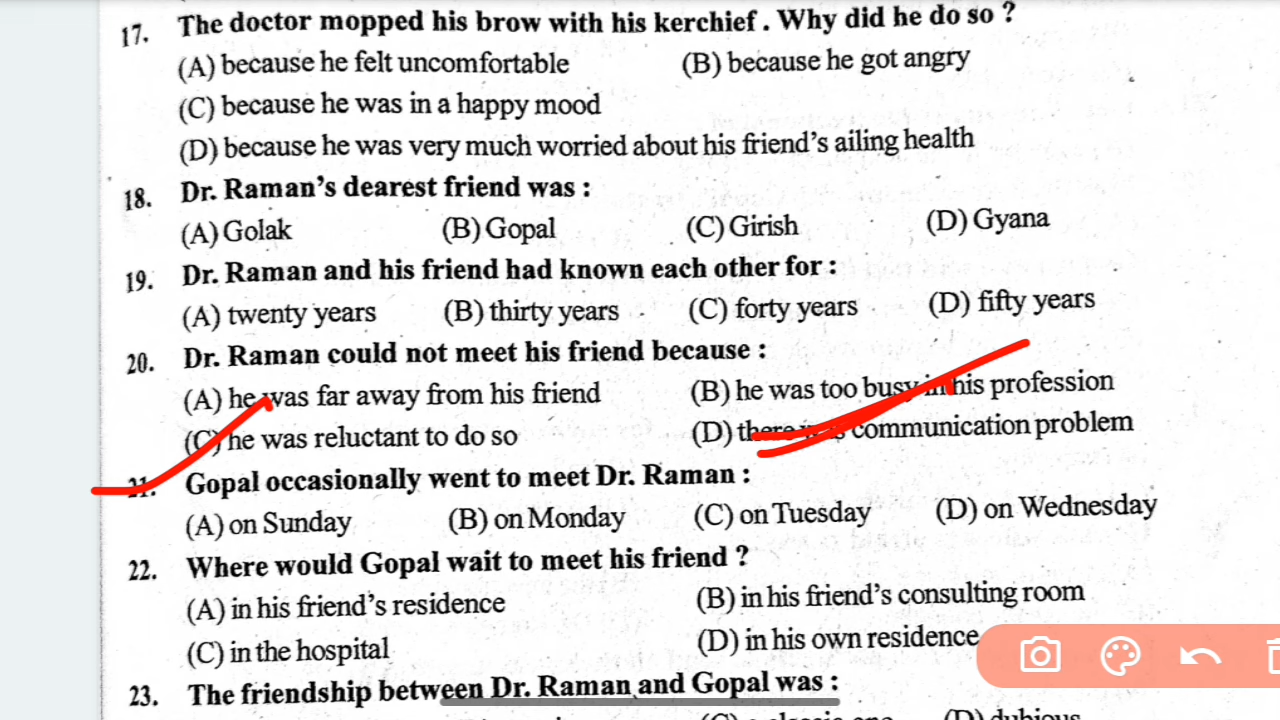 17. The doctor mopped his brow with his kerchief. Why did he do so ?
(A) because he felt uncomfortable (B) because he got angry
(C) because he was in a happy mood
(D) because he was very much worried about his friend's ailing health
18. Dr. Raman's dearest friend was :
(A) Golak (B) Gopal (C) Girish (D) Gyana
19. Dr. Raman and his friend had known each other for :
(A) twenty years (B) thirty years (C) forty years (D) fifty years
20. Dr. Raman could not meet his friend because :
(A) he was far away from his friend (B) he was too busy in his profession
(C) he was reluctant to do so (D) there was communication problem
21. Gopal occasionally went to meet Dr. Raman :
(A) on Sunday (B) on Monday (C) on Tuesday (D) on Wednesday
22. Where would Gopal wait to meet his friend ?
(A) in his friend's residence (B) in his friend's consulting room
(C) in the hospital (D) in his own residence
23. The friendship between Dr. Raman and Gopal was :
(C) a classic one (D) dubious